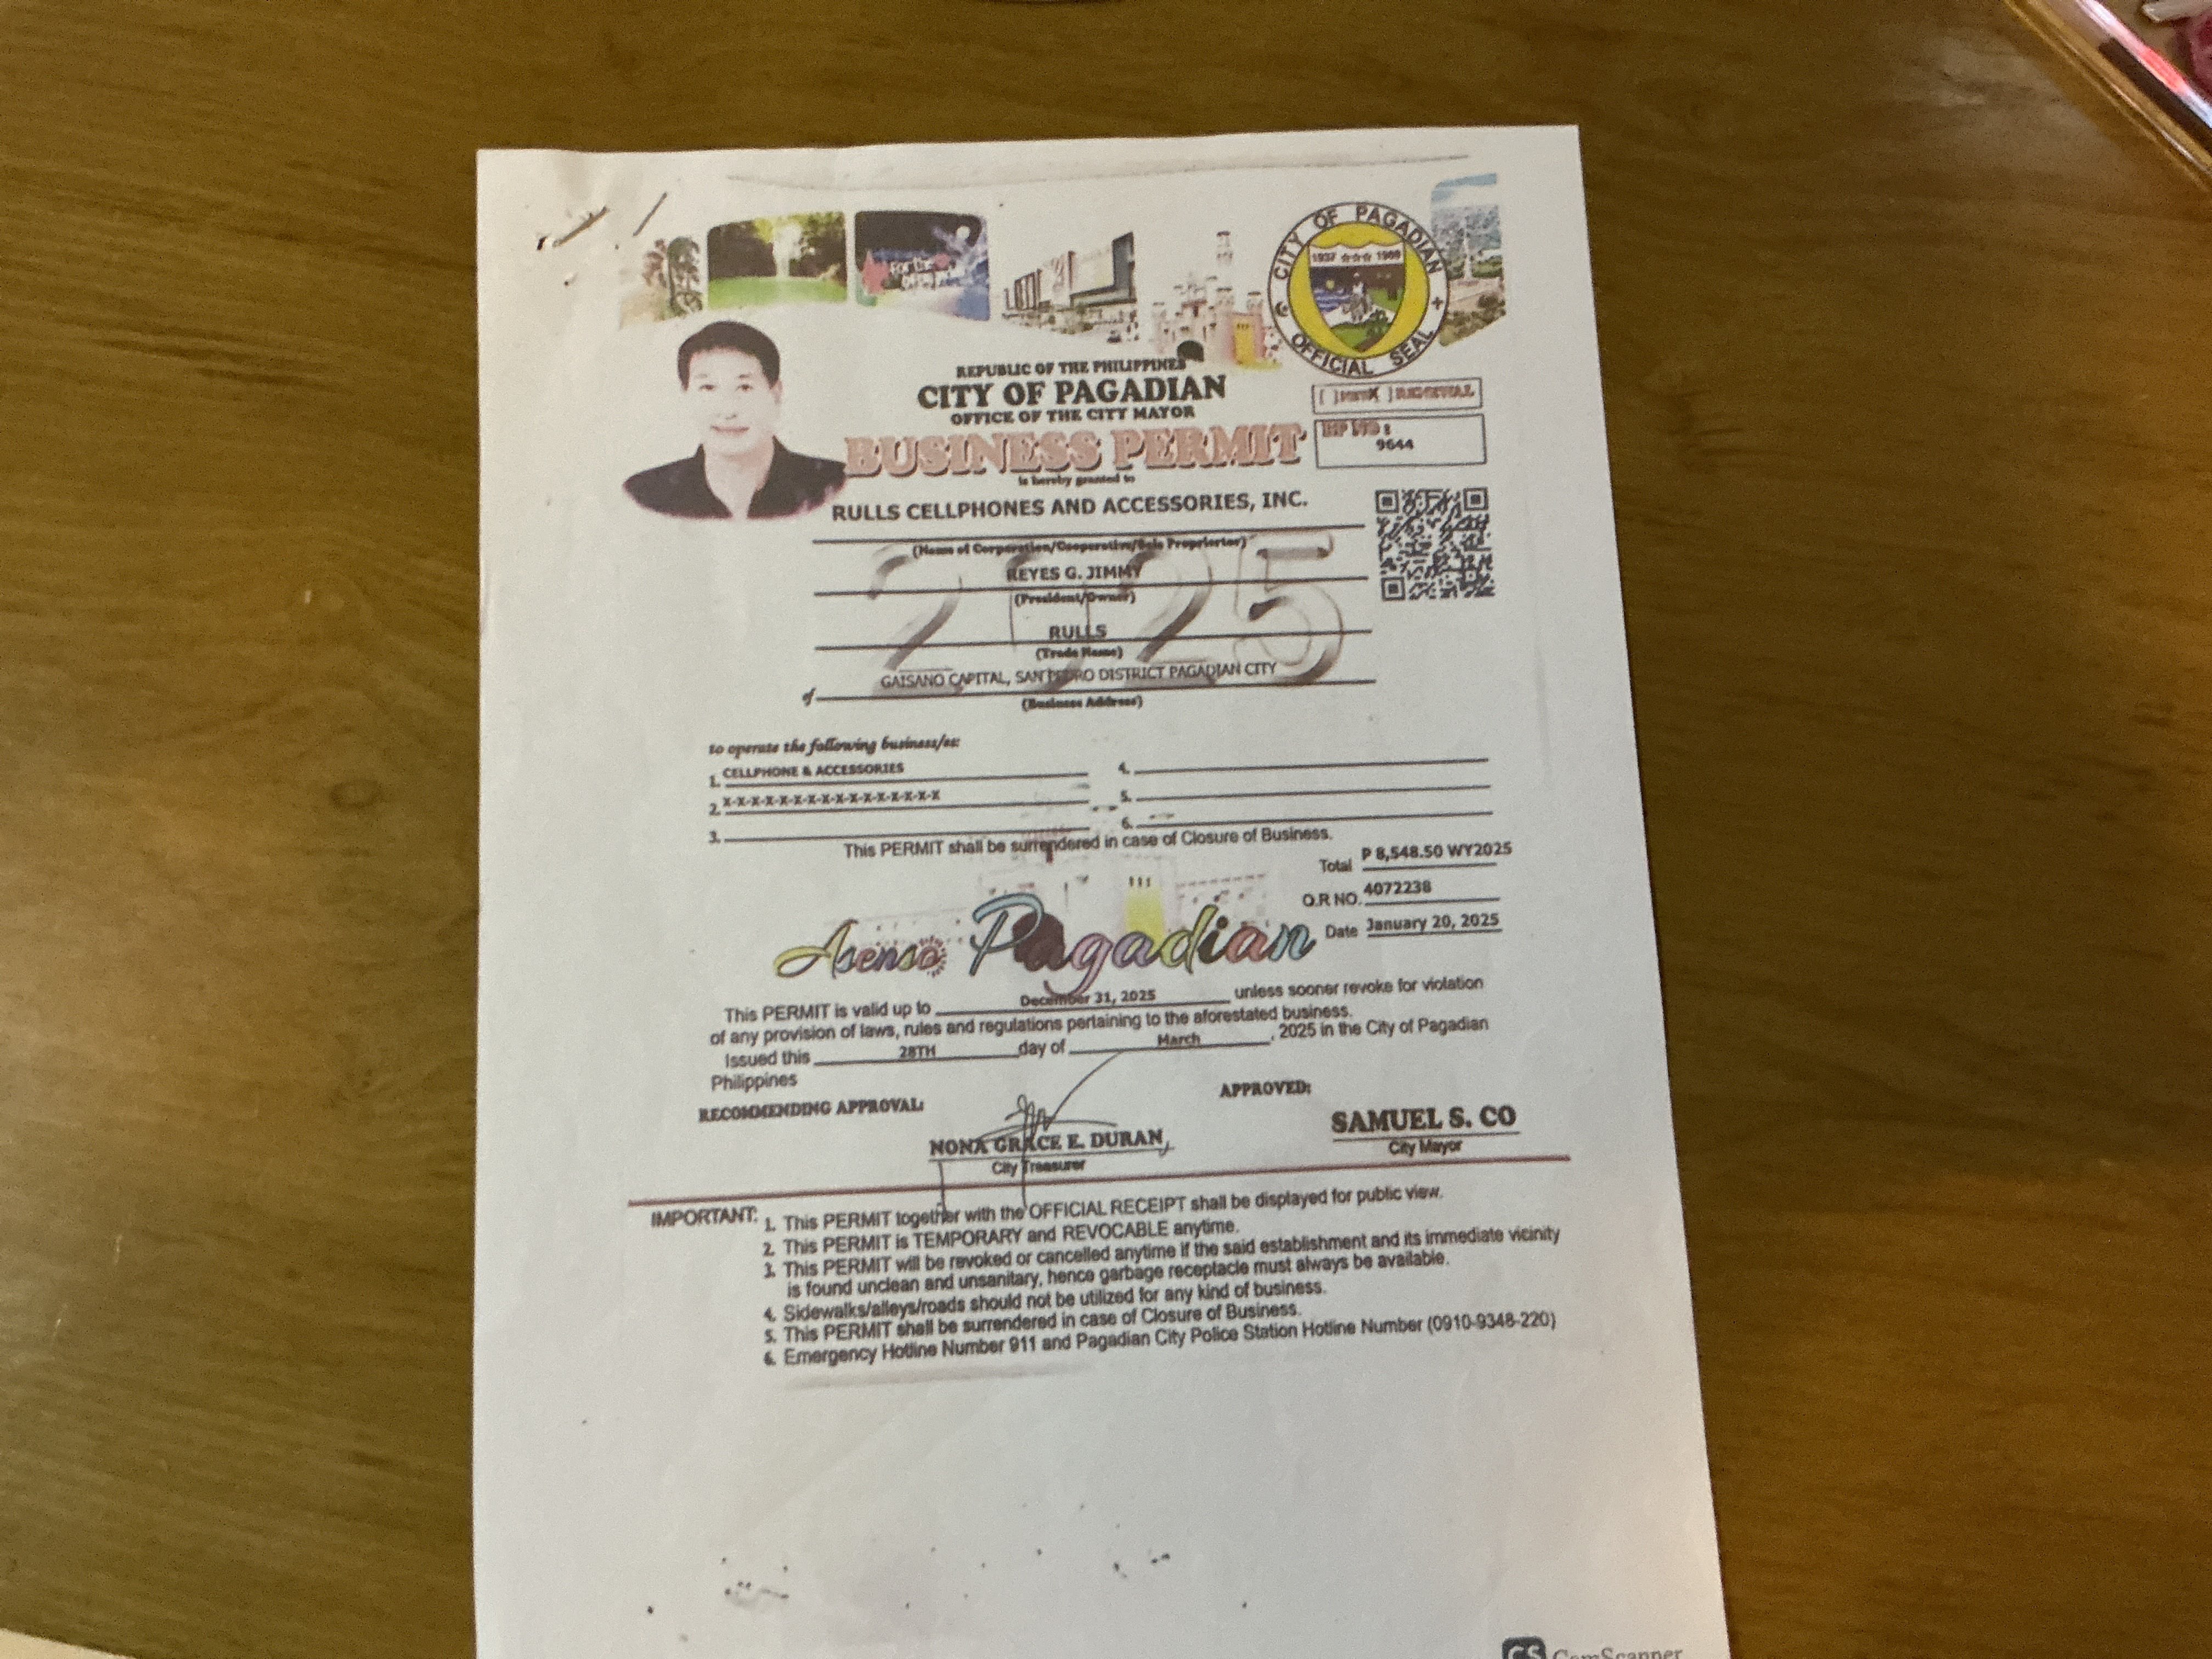 CITY OF PAGADIAN
1937 ☆☆☆ 1969
OFFICIAL SEAL
For the
REPUBLIC OF THE PHILIPPINES
CITY OF PAGADIAN
OFFICE OF THE CITY MAYOR
[ ] NEW[X ] RENEWAL
BUSINESS PERMIT
BP NO :
9644
is hereby granted to
RULLS CELLPHONES AND ACCESSORIES, INC.
(Name of Corporation/Cooperative/Sole Proprietor)
2025
REYES G. JIMMY
(President/Owner)
RULLS
(Trade Name)
of GAISANO CAPITAL, SAN PEDRO DISTRICT PAGADIAN CITY
(Business Address)
to operate the following business/es:
1. CELLPHONE & ACCESSORIES
2. X-X-X-X-X-X-X-X-X-X-X-X-X-X-X-X
3.
4.
5.
6.
This PERMIT shall be surrendered in case of Closure of Business.
Total P 8,548.50 WY2025
O.R NO. 4072238
Date January 20, 2025
Asenso Pagadian
This PERMIT is valid up to December 31, 2025 unless sooner revoke for violation
of any provision of laws, rules and regulations pertaining to the aforestated business.
Issued this 28TH day of March, 2025 in the City of Pagadian
Philippines
RECOMMENDING APPROVAL:
APPROVED:
NONA GRACE E. DURAN
City Treasurer
SAMUEL S. CO
City Mayor
IMPORTANT: 1. This PERMIT together with the OFFICIAL RECEIPT shall be displayed for public view.
2. This PERMIT is TEMPORARY and REVOCABLE anytime.
3. This PERMIT will be revoked or cancelled anytime if the said establishment and its immediate vicinity
is found unclean and unsanitary, hence garbage receptacle must always be available.
4. Sidewalks/alleys/roads should not be utilized for any kind of business.
5. This PERMIT shall be surrendered in case of Closure of Business.
6. Emergency Hotline Number 911 and Pagadian City Police Station Hotline Number (0910-9348-220)
CS CamScanner